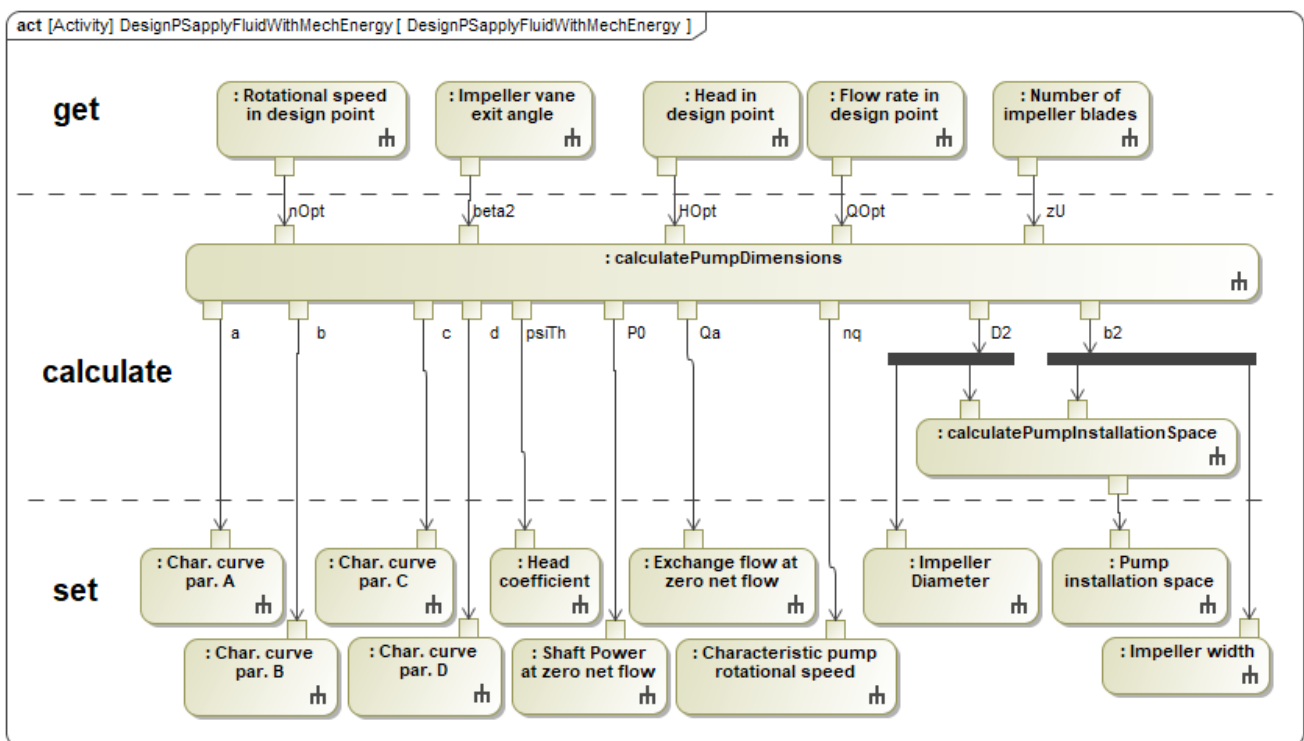 act [Activity] DesignPSapplyFluidWithMechEnergy [ DesignPSapplyFluidWithMechEnergy ]
get
: Rotational speed
in design point
: Impeller vane
exit angle
: Head in
design point
: Flow rate in
design point
: Number of
impeller blades
nOpt
beta2
HOpt
QOpt
zU
: calculatePumpDimensions
a
b
c
d
psiTh
P0
Qa
nq
D2
b2
calculate
: calculatePumpInstallationSpace
set
: Char. curve
par. A
: Char. curve
par. C
: Head
coefficient
: Exchange flow at
zero net flow
: Impeller
Diameter
: Pump
installation space
: Char. curve
par. B
: Char. curve
par. D
: Shaft Power
at zero net flow
: Characteristic pump
rotational speed
: Impeller width